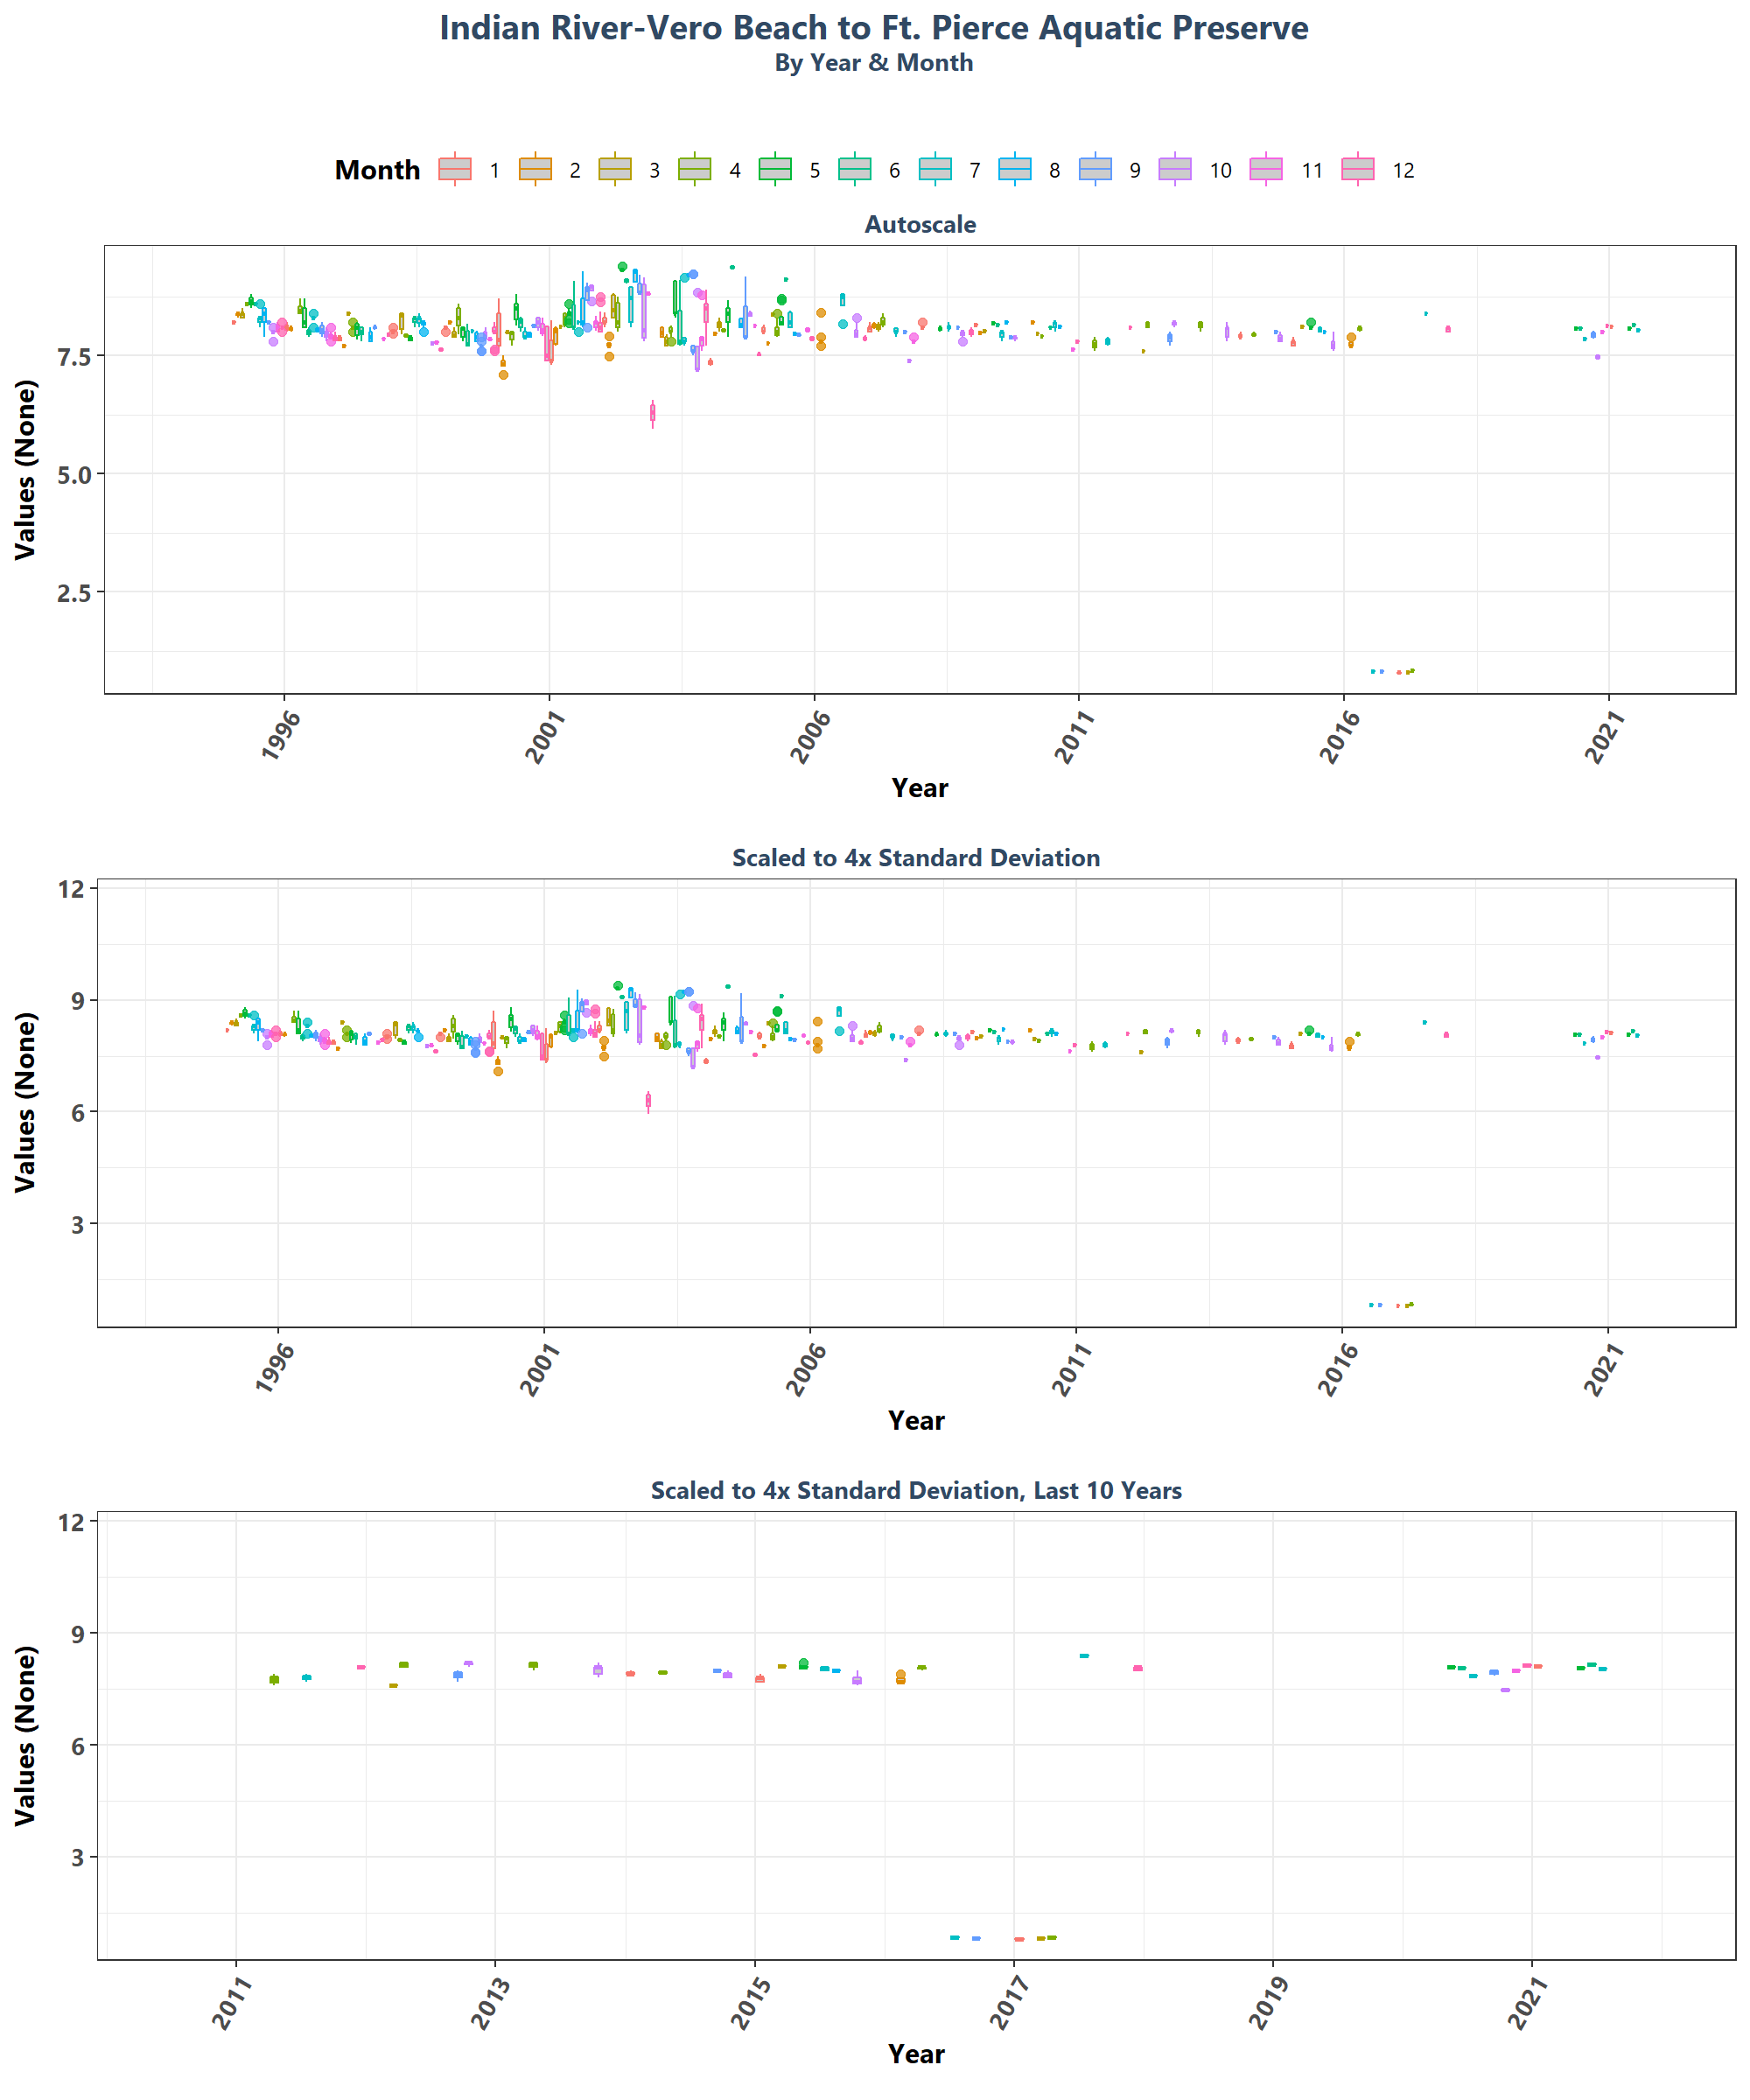 Indian River-Vero Beach to Ft. Pierce Aquatic Preserve
By Year & Month
Month 1 2 3 4 5 6 7 8 9 10 11 12
Autoscale
Values (None)
7.5
5.0
2.5
1996 2001 2006 2011 2016 2021
Year
Scaled to 4x Standard Deviation
Values (None)
12
9
6
3
1996 2001 2006 2011 2016 2021
Year
Scaled to 4x Standard Deviation, Last 10 Years
Values (None)
12
9
6
3
2011 2013 2015 2017 2019 2021
Year